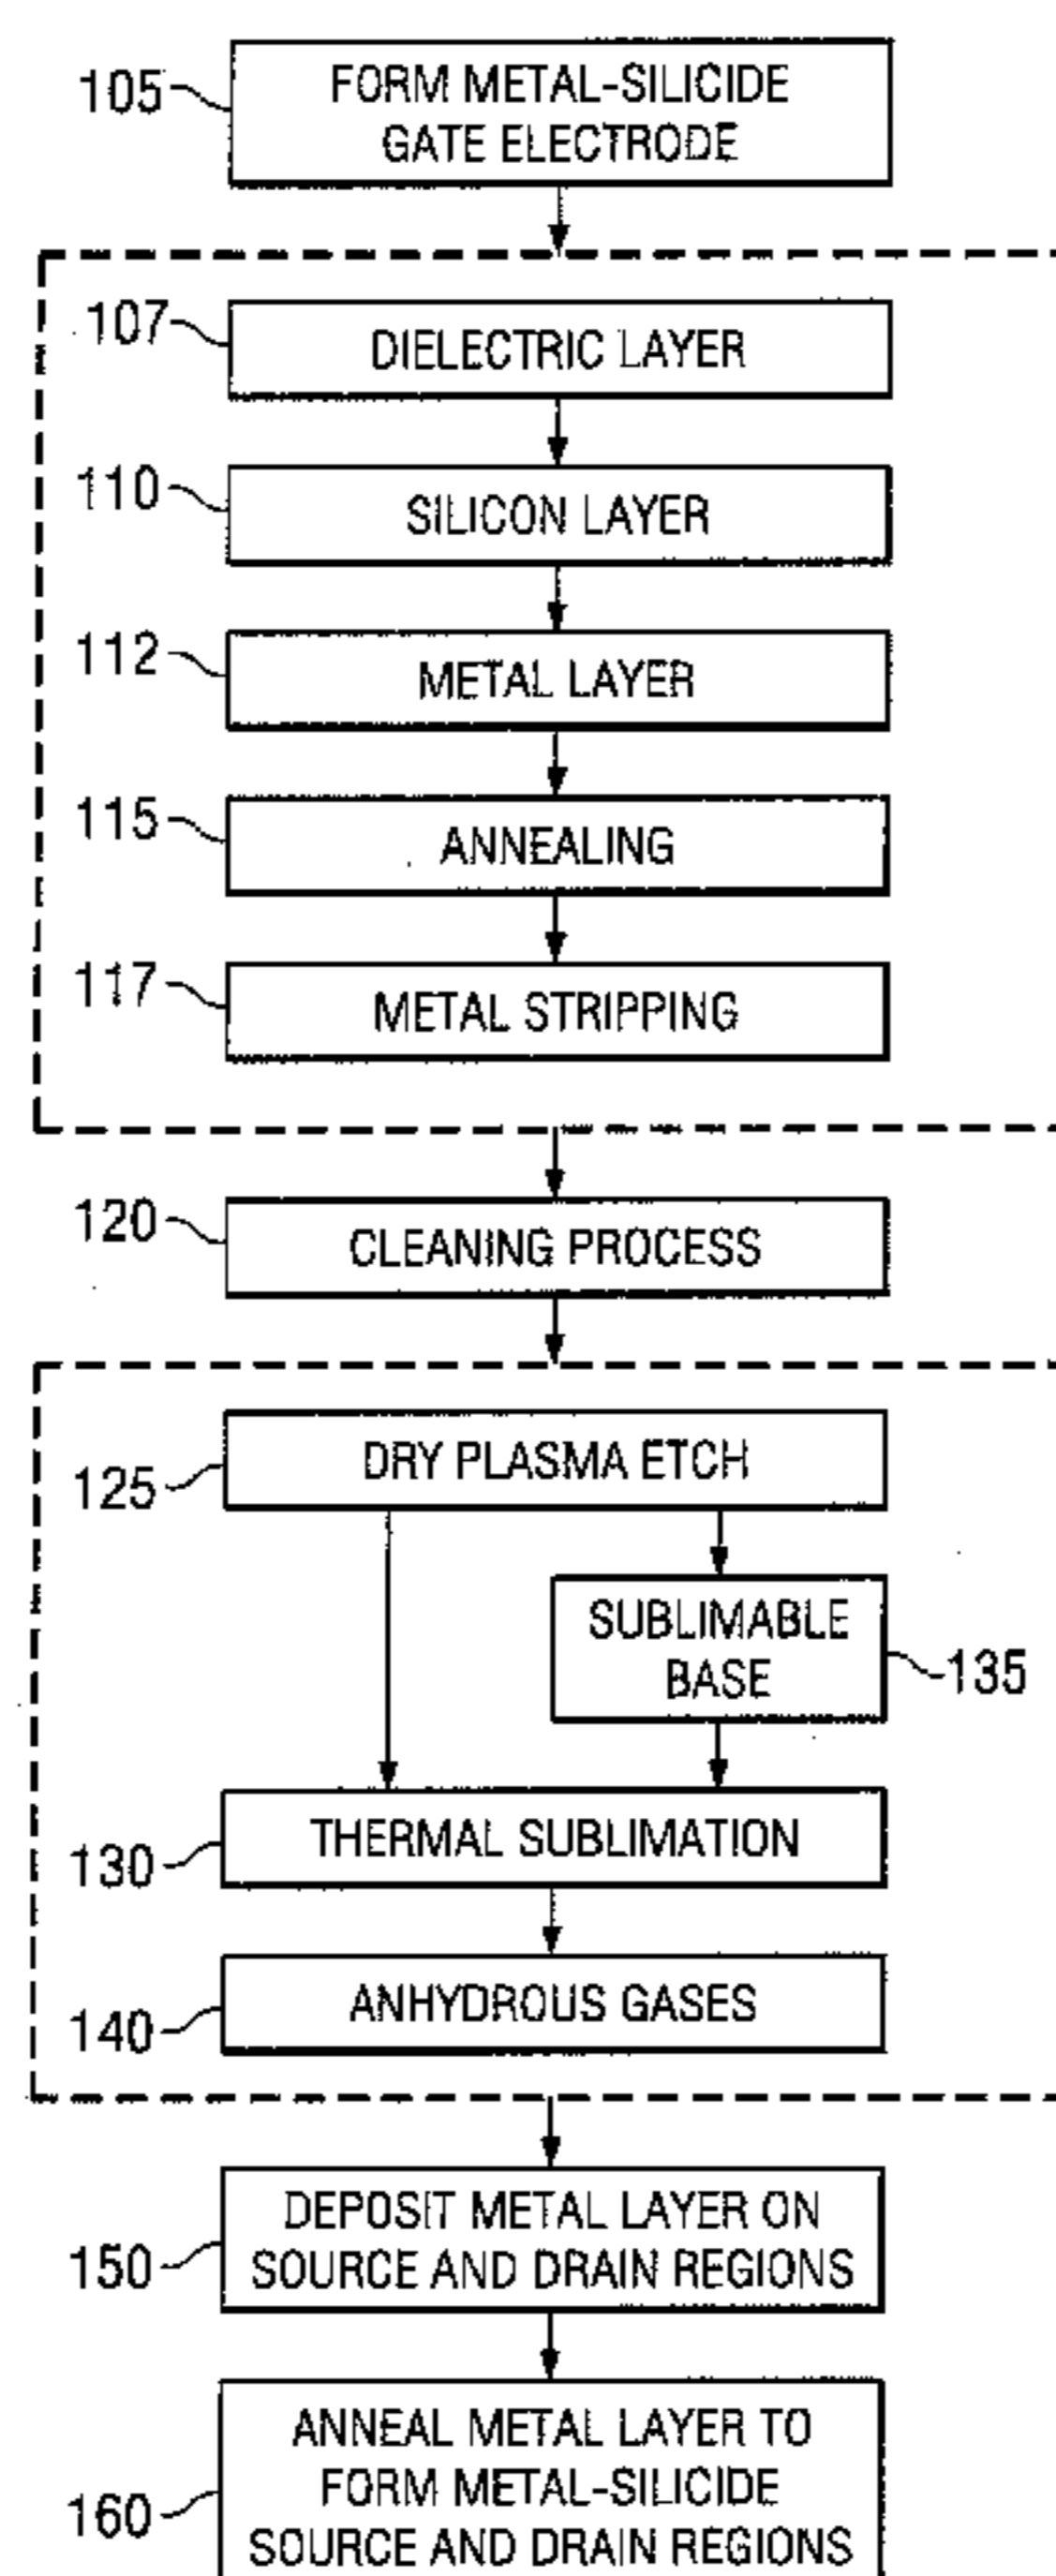 105
FORM METAL-SILICIDE
GATE ELECTRODE
107
DIELECTRIC LAYER
110
SILICON LAYER
112
METAL LAYER
115
ANNEALING
117
METAL STRIPPING
120
CLEANING PROCESS
125
DRY PLASMA ETCH
SUBLIMABLE
BASE
135
130
THERMAL SUBLIMATION
140
ANHYDROUS GASES
150
DEPOSIT METAL LAYER ON
SOURCE AND DRAIN REGIONS
160
ANNEAL METAL LAYER TO
FORM METAL-SILICIDE
SOURCE AND DRAIN REGIONS